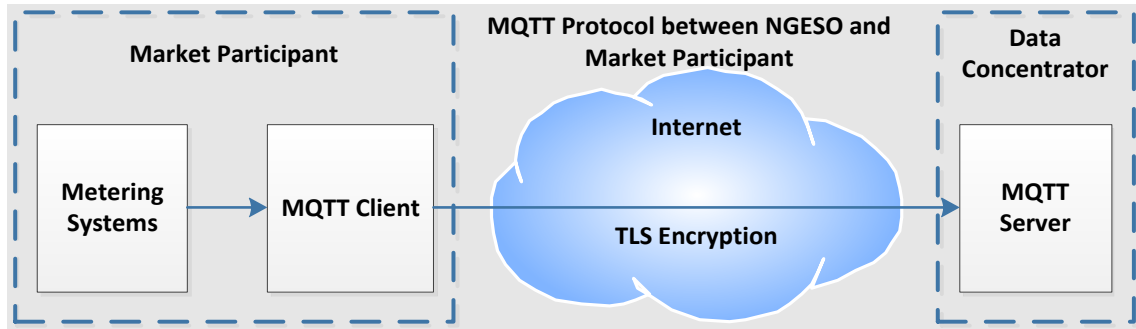 Market Participant
Metering
Systems
MQTT Client
MQTT Protocol between NGESO and
Market Participant
Internet
TLS Encryption
Data
Concentrator
MQTT
Server